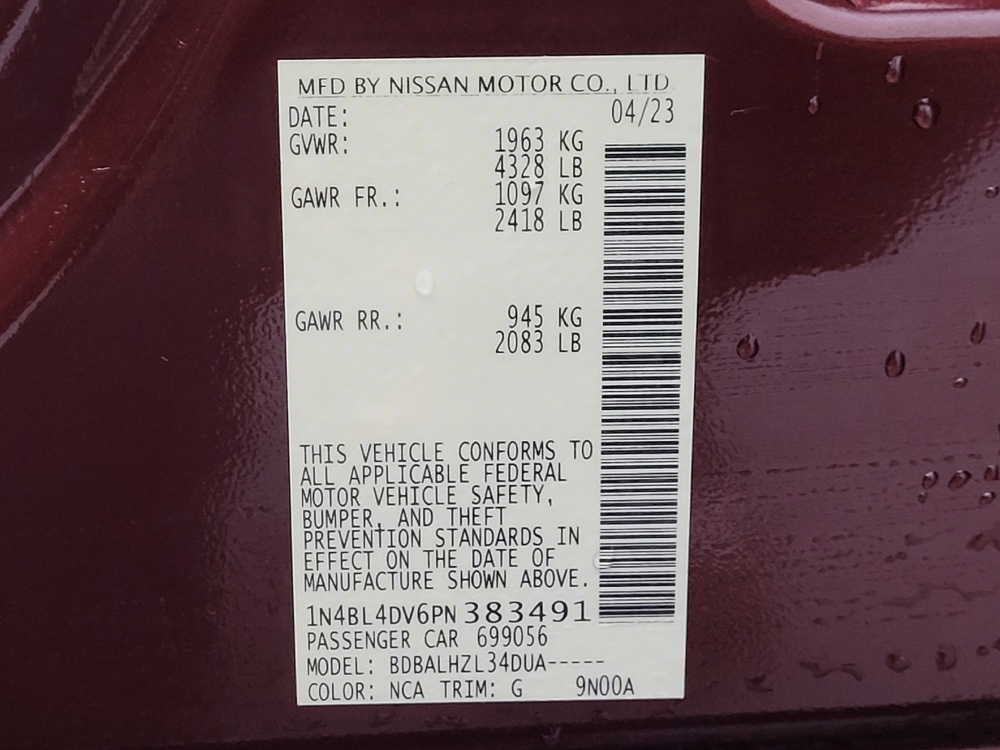 MFD BY NISSAN MOTOR CO., LTD.
DATE: 04/23
GVWR: 1963 KG
4328 LB
GAWR FR.: 1097 KG
2418 LB
GAWR RR.: 945 KG
2083 LB
THIS VEHICLE CONFORMS TO
ALL APPLICABLE FEDERAL
MOTOR VEHICLE SAFETY,
BUMPER, AND THEFT
PREVENTION STANDARDS IN
EFFECT ON THE DATE OF
MANUFACTURE SHOWN ABOVE.
1N4BL4DV6PN383491
PASSENGER CAR 699056
MODEL: BDBALHZL34DUA-----
COLOR: NCA TRIM: G 9N00A